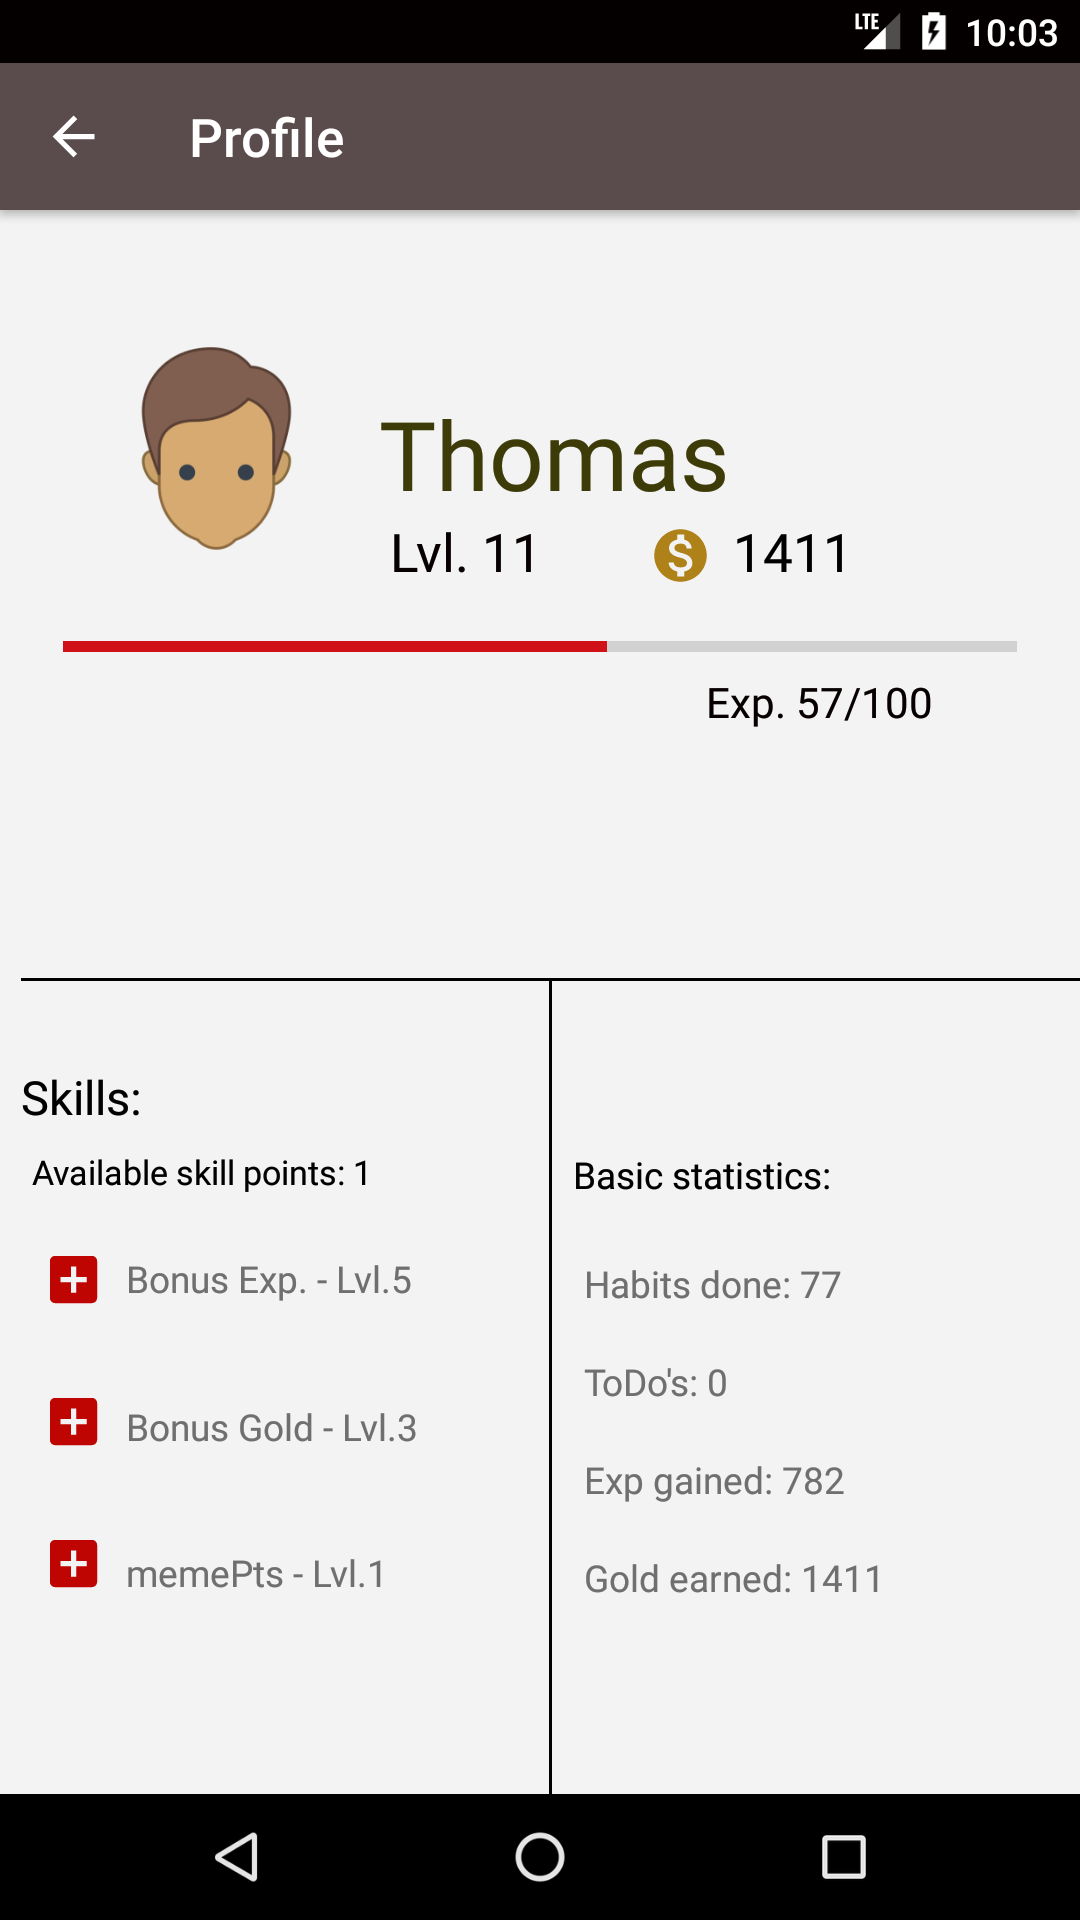 LTE 10:03
Profile
Thomas
Lvl. 11 1411
Exp. 57/100
Skills:
Available skill points: 1
Bonus Exp. - Lvl.5
Bonus Gold - Lvl.3
memePts - Lvl.1
Basic statistics:
Habits done: 77
ToDo's: 0
Exp gained: 782
Gold earned: 1411